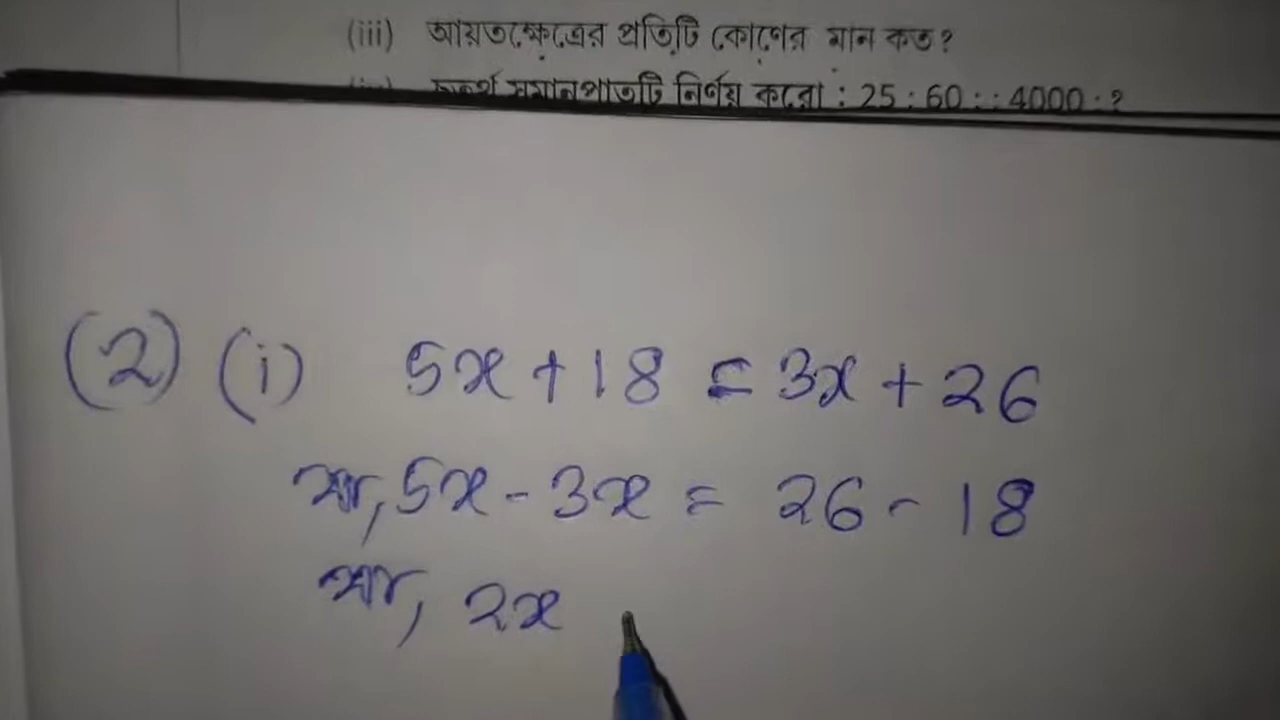 (iii) আয়তক্ষেত্রের প্রতিটি কোণের মান কত?
(iv) চতুর্থ সমানুপাতটি নির্ণয় করো : 25 : 60 : : 4000 : ?
(2) (i) 5x + 18 = 3x + 26
বা, 5x - 3x = 26 - 18
বা, 2x